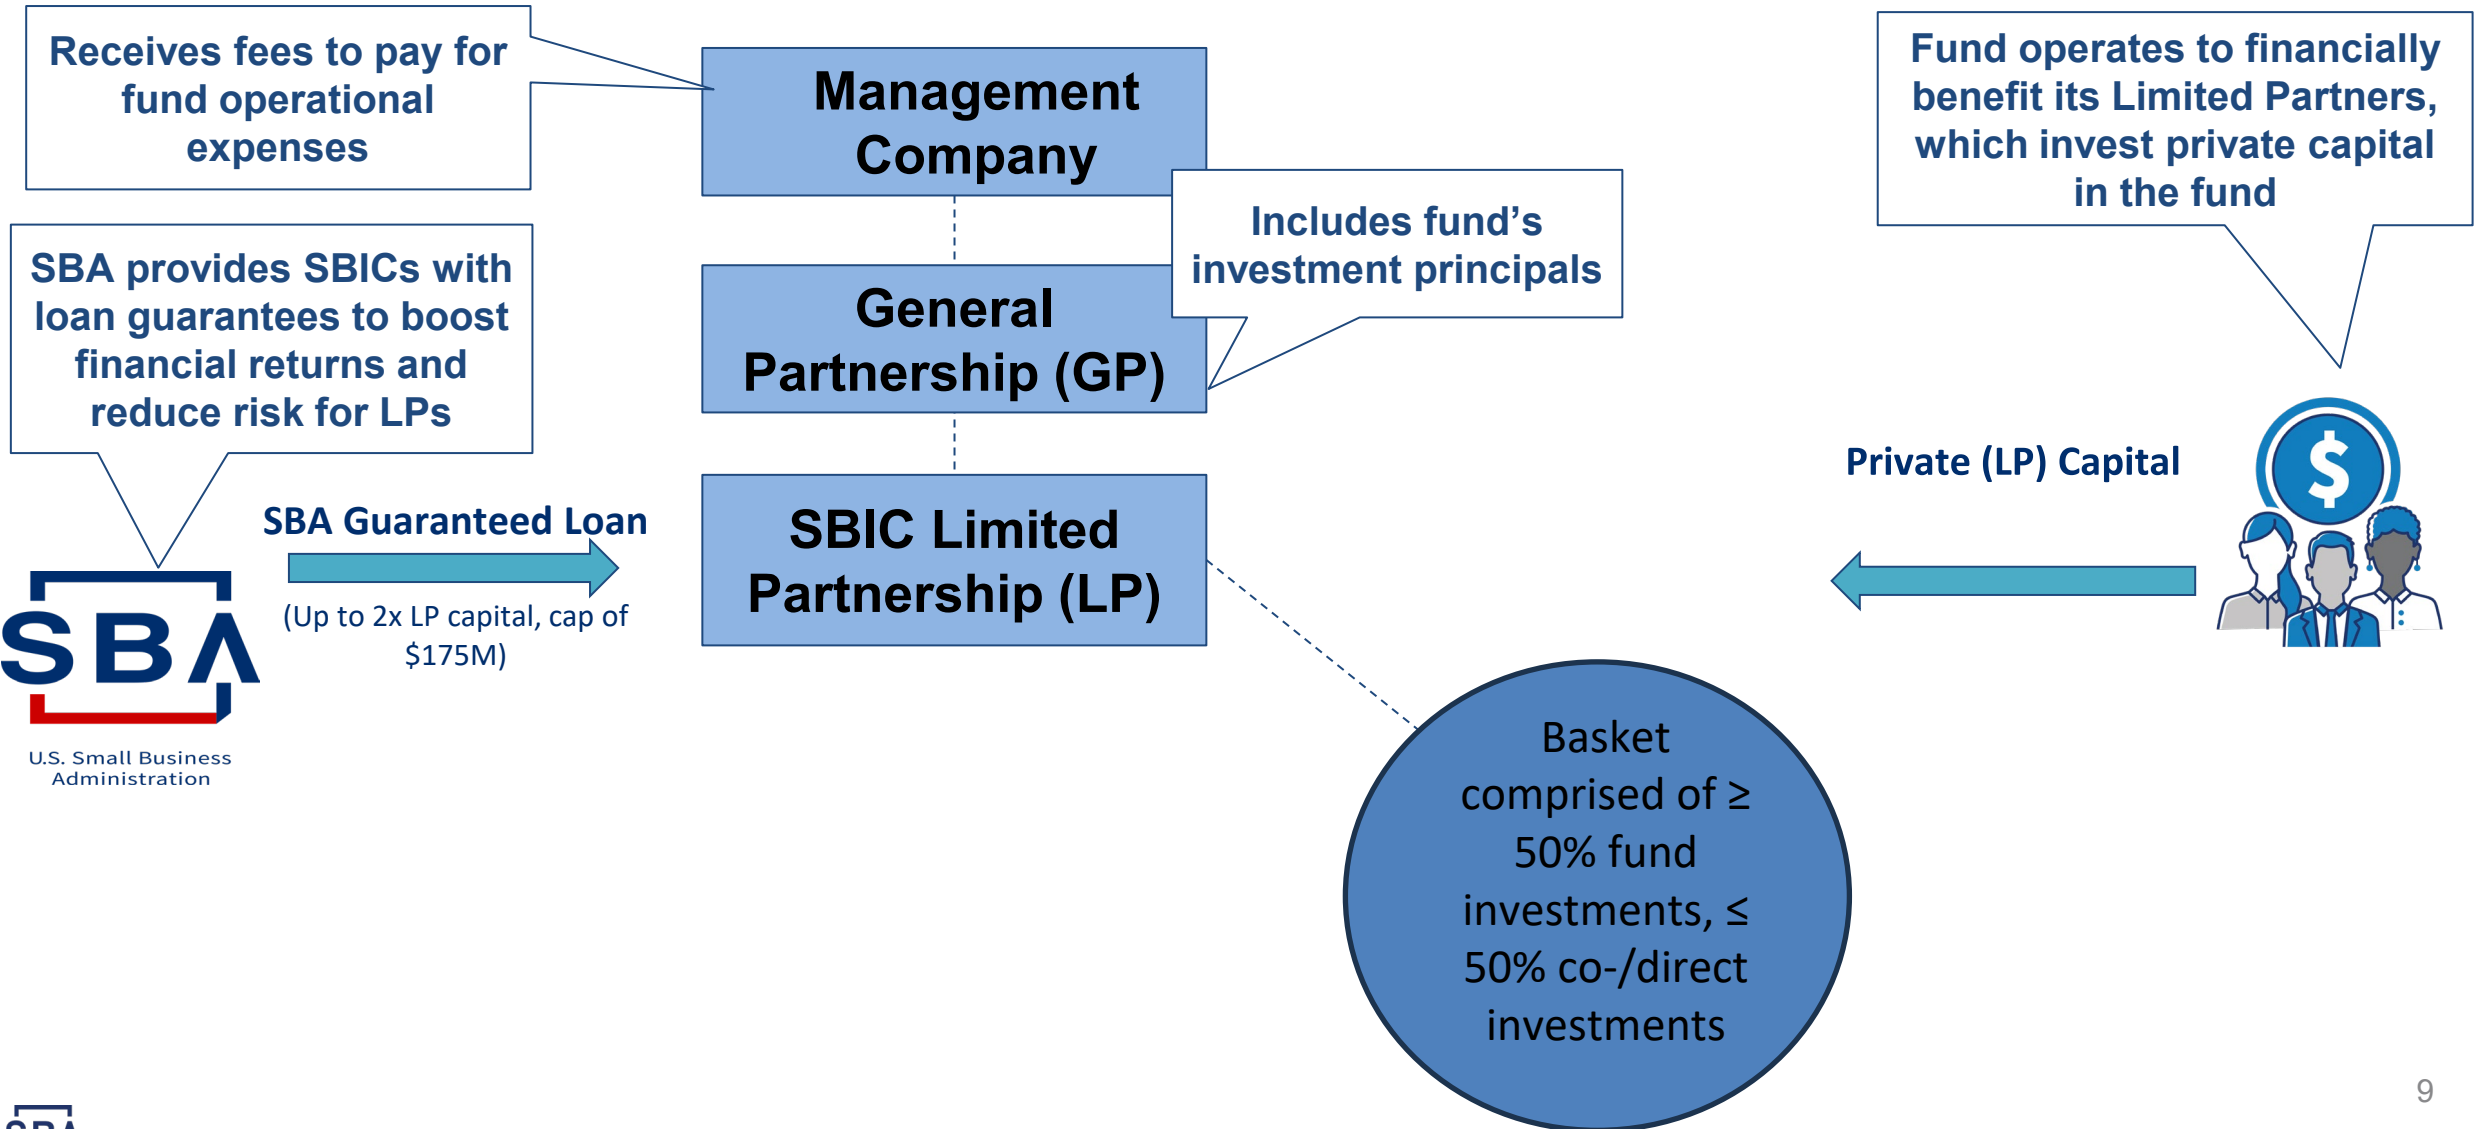 Receives fees to pay for
fund operational
expenses
Management
Company
Fund operates to financially
benefit its Limited Partners,
which invest private capital
in the fund
Includes fund’s
investment principals
SBA provides SBICs with
loan guarantees to boost
financial returns and
reduce risk for LPs
General
Partnership (GP)
Private (LP) Capital
$
SBA Guaranteed Loan
(Up to 2x LP capital, cap of
$175M)
SBIC Limited
Partnership (LP)
SBA
U.S. Small Business
Administration
Basket
comprised of ≥
50% fund
investments, ≤
50% co-/direct
investments
9
SBA